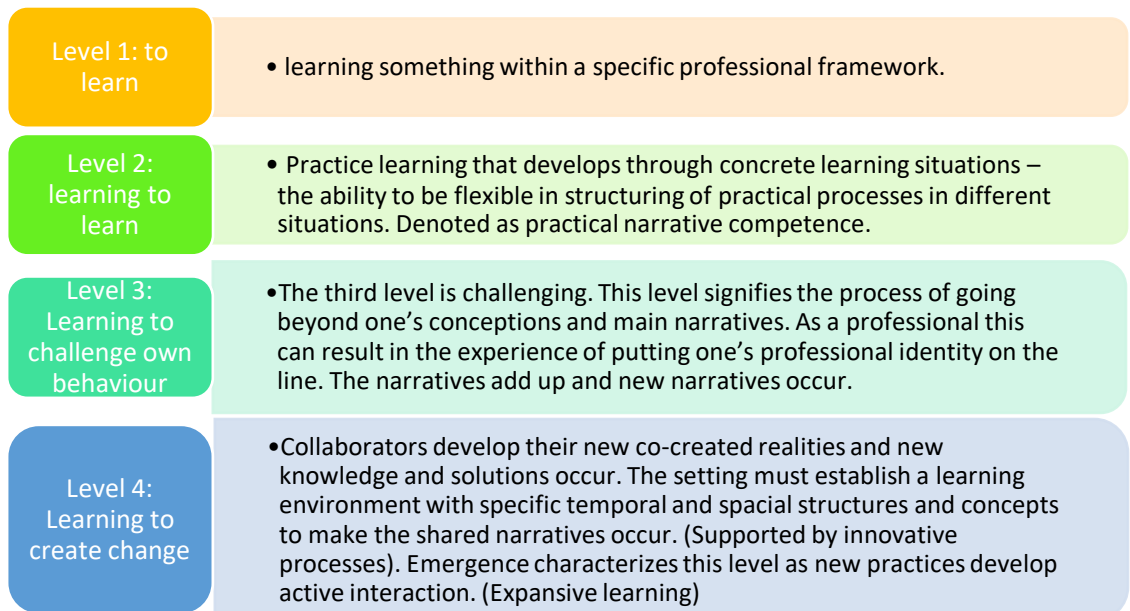 Level 1: to
learn
• learning something within a specific professional framework.
Level 2:
learning to
learn
• Practice learning that develops through concrete learning situations –
the ability to be flexible in structuring of practical processes in different
situations. Denoted as practical narrative competence.
Level 3:
Learning to
challenge own
behaviour
•The third level is challenging. This level signifies the process of going
beyond one’s conceptions and main narratives. As a professional this
can result in the experience of putting one’s professional identity on the
line. The narratives add up and new narratives occur.
Level 4:
Learning to
create change
•Collaborators develop their new co-created realities and new
knowledge and solutions occur. The setting must establish a learning
environment with specific temporal and spacial structures and concepts
to make the shared narratives occur. (Supported by innovative
processes). Emergence characterizes this level as new practices develop
active interaction. (Expansive learning)